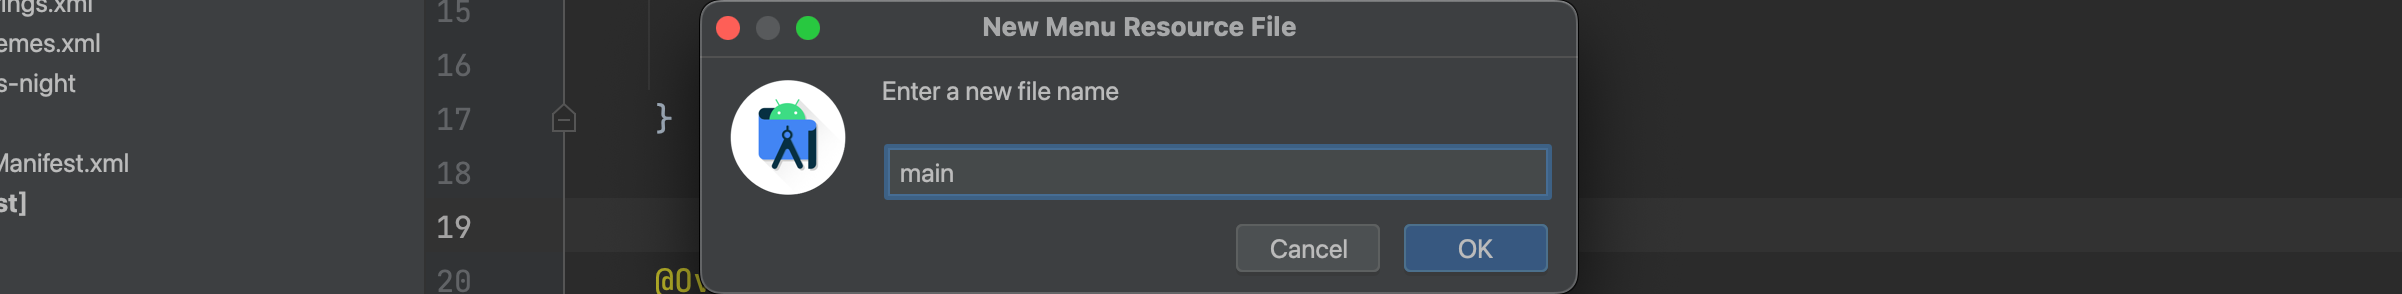 ings.xml
emes.xml
s-night
Manifest.xml
st]
15
16
17 }
18
19
20 @Ov
New Menu Resource File
Enter a new file name
main
Cancel OK